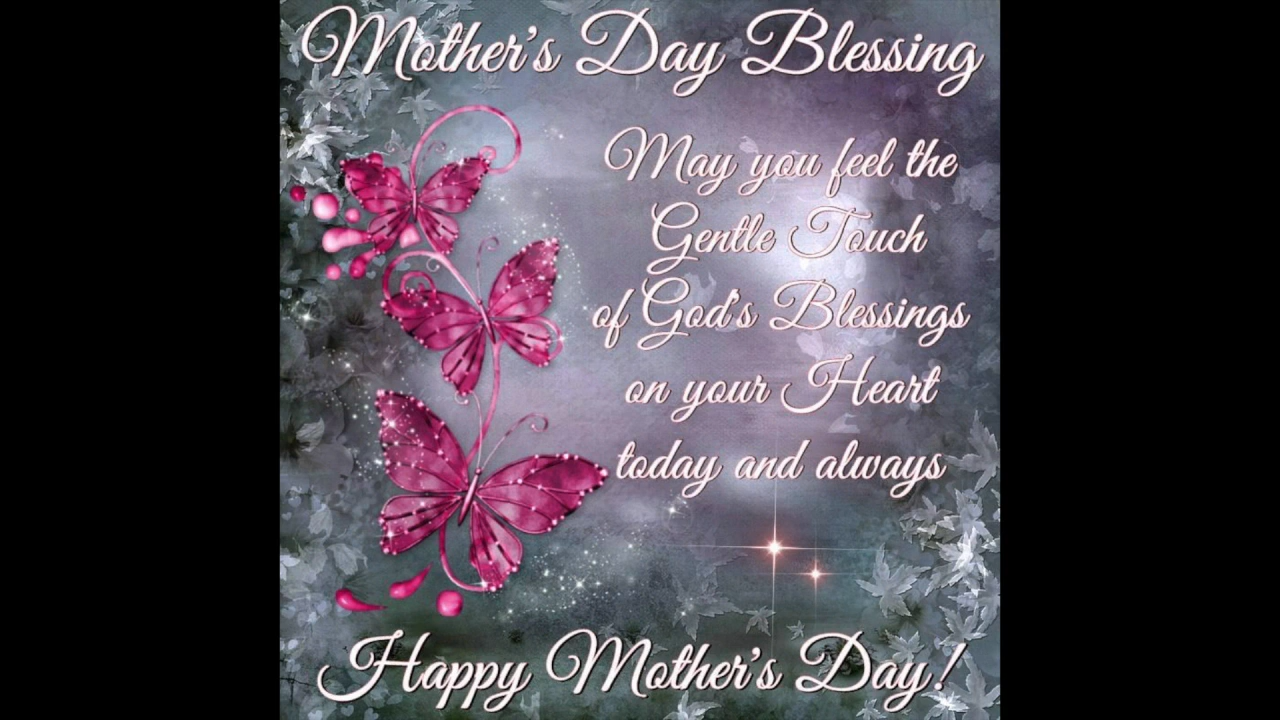 Mother's Day Blessing
May you feel the
Gentle Touch
of God's Blessings
on your Heart
today and always
Happy Mother's Day!